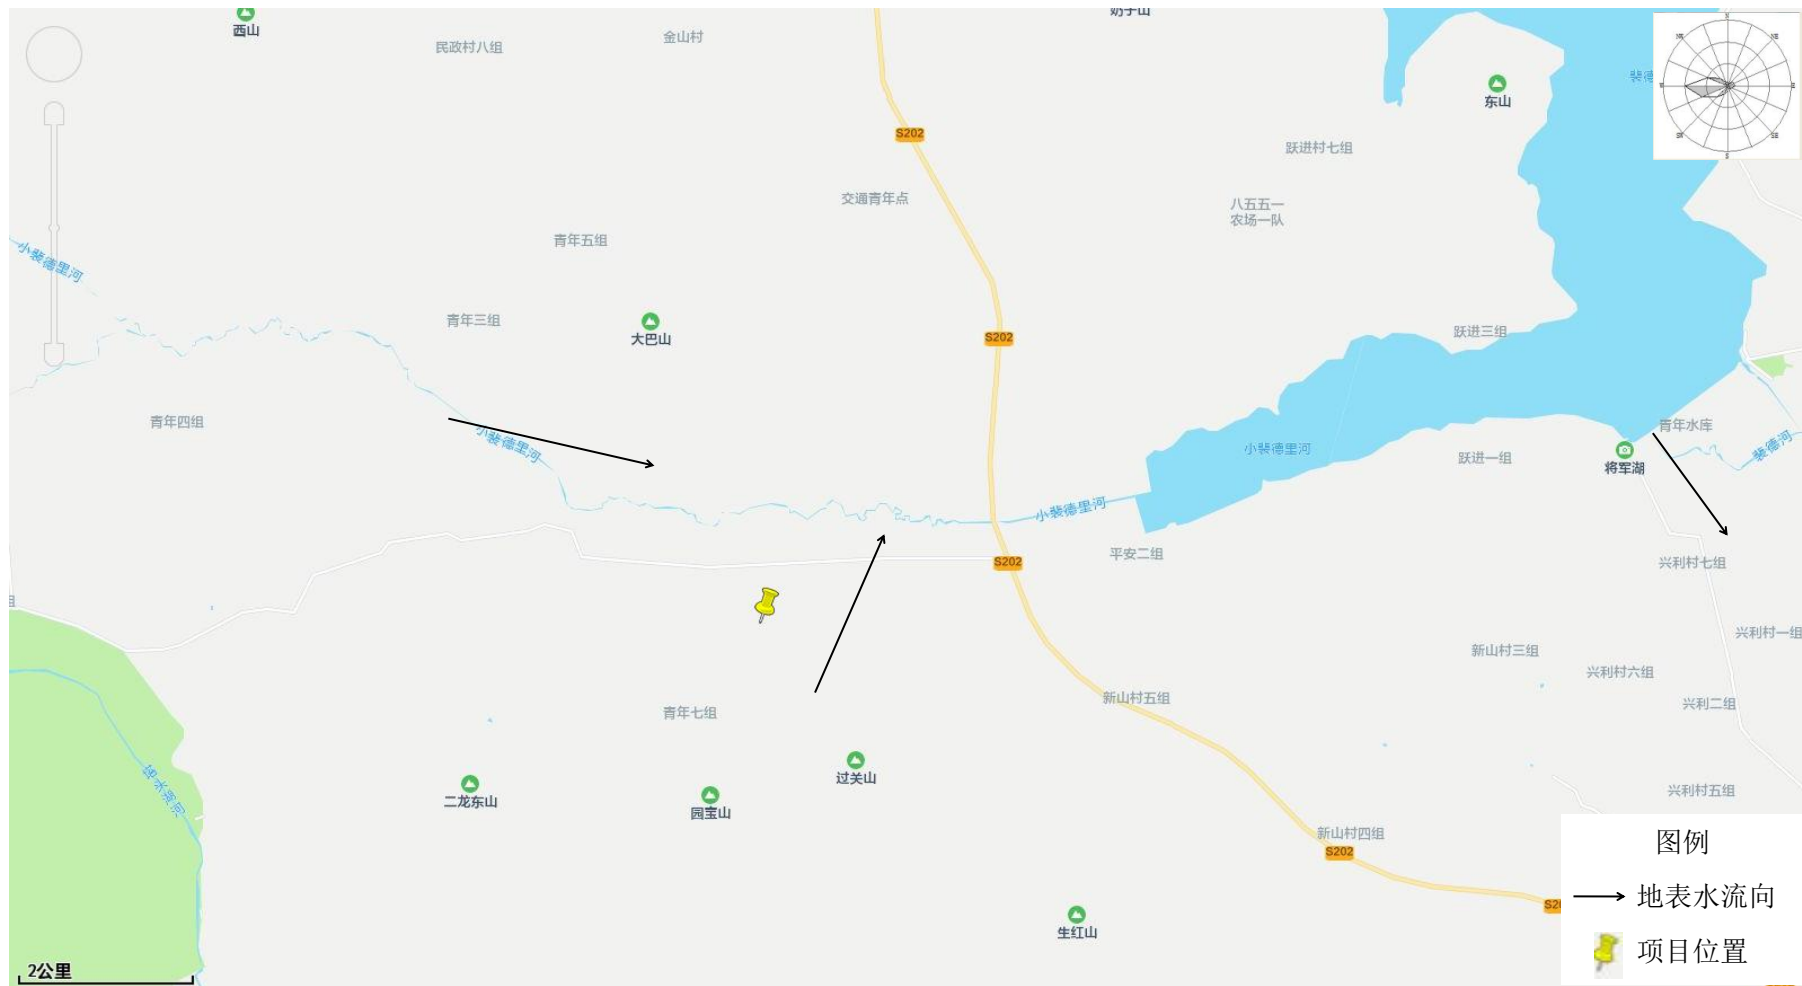 西山
民政村八组
金山村
S202
交通青年点
青年五组
东山
跃进村七组
八五五一
农场一队
N
NE
E
SE
S
小裴德里河
青年三组
大巴山
S202
跃进三组
青年四组
小裴德里河
小裴德里河
跃进一组
青年水库
将军湖
裴德河
小裴德里河
平安二组
S202
兴利村七组
兴利村一组
新山村三组
兴利村六组
兴利二组
新山村五组
青年七组
过关山
二龙东山
园宝山
兴利村五组
新山村四组
S202
生红山
2公里
图例
地表水流向
项目位置